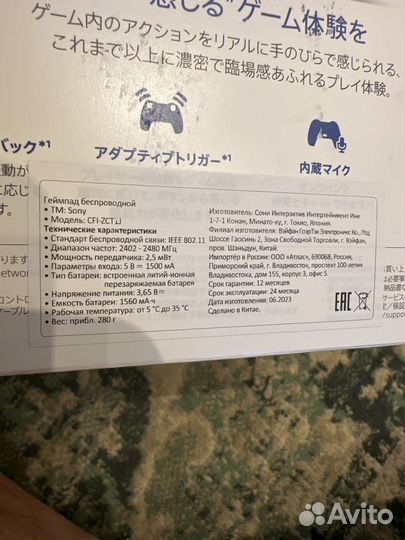 感じる"ゲーム体験を
ゲーム内のアクションをリアルに手のひらで感じられる、
これまで以上に濃密で臨場感あふれるプレイ体験。
バック*1
アダプティブトリガー*1
内蔵マイク
Геймпад беспроводной
• ТМ: Sony
• Модель: CFI-ZCT1J
Технические характеристики
• Стандарт беспроводной связи: IEEE 802.11
• Диапазон частот: 2402 - 2480 МГц
• Мощность передатчика: 2,5 мВт
• Параметры входа: 5 В ⎓ 1500 мА
• Тип батареи: встроенная литий-ионная
перезаряжаемая батарея
• Напряжение питания: 3,65 В ⎓
• Емкость батареи: 1560 мА·ч
• Рабочая температура: от 5 °C до 35 °C
• Вес: прибл. 280 г
Изготовитель: Сони Интерэктив Интертеймент Инк.
1-7-1 Конан, Минато-ку, г. Токио, Япония.
Филиал изготовителя: Вэйфан ГоэрТэк Электроникс Ко., Лтд.
Шоссе Гаосинь 2, Зона Свободной Торговли, г. Вэйфан,
пров. Шаньдун, Китай.
Импортёр в России: ООО «Атлас», 690068, Россия,
Приморский край, г. Владивосток, проспект 100-летия
Владивостока, дом 155, корпус 3, офис 5
Срок гарантии: 12 месяцев
Срок эксплуатации: 24 месяца
Дата изготовления: 06.2023
Сделано в Китае.
EAC
Avito